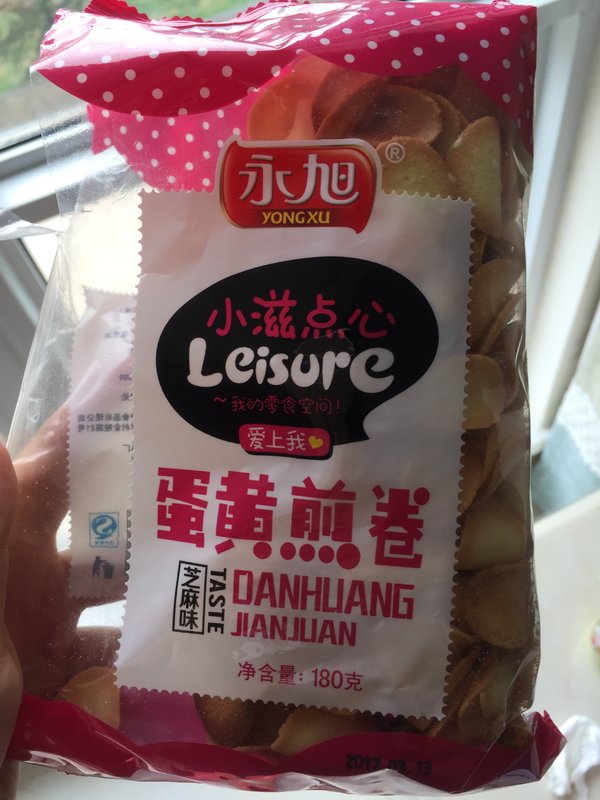 永旭
®
YONGXU
小滋点心
Leisure
~我的零食空间!
爱上我
蛋黄煎卷
芝麻味
TASTE
DANHUANG
JIANJUAN
净含量:180克
2017.01.13